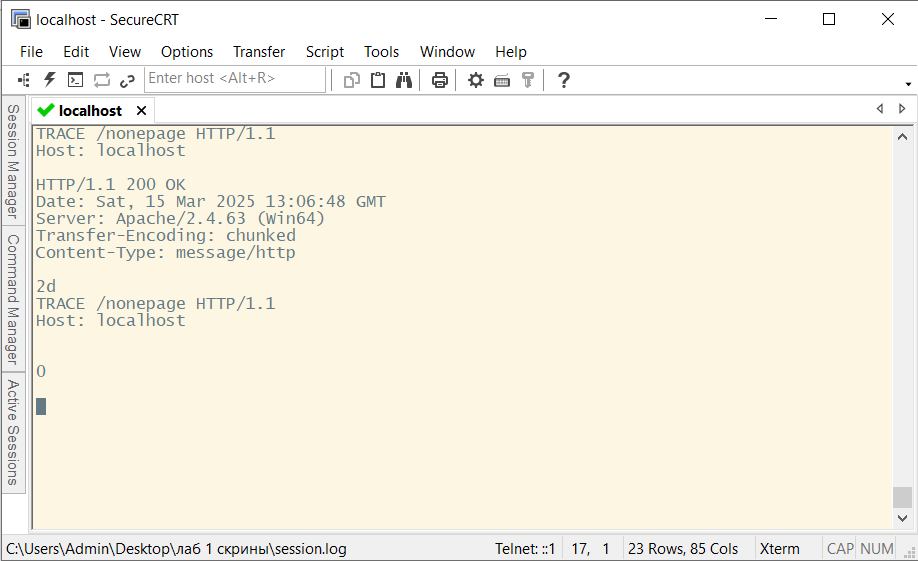 localhost - SecureCRT
File Edit View Options Transfer Script Tools Window Help
Enter host <Alt+R>
Session Manager
Command Manager
Active Sessions
localhost
TRACE /nonepage HTTP/1.1
Host: localhost
HTTP/1.1 200 OK
Date: Sat, 15 Mar 2025 13:06:48 GMT
Server: Apache/2.4.63 (Win64)
Transfer-Encoding: chunked
Content-Type: message/http
2d
TRACE /nonepage HTTP/1.1
Host: localhost
0
C:\Users\Admin\Desktop\лаб 1 скрины\session.log Telnet: ::1 17, 1 23 Rows, 85 Cols Xterm CAP NUM